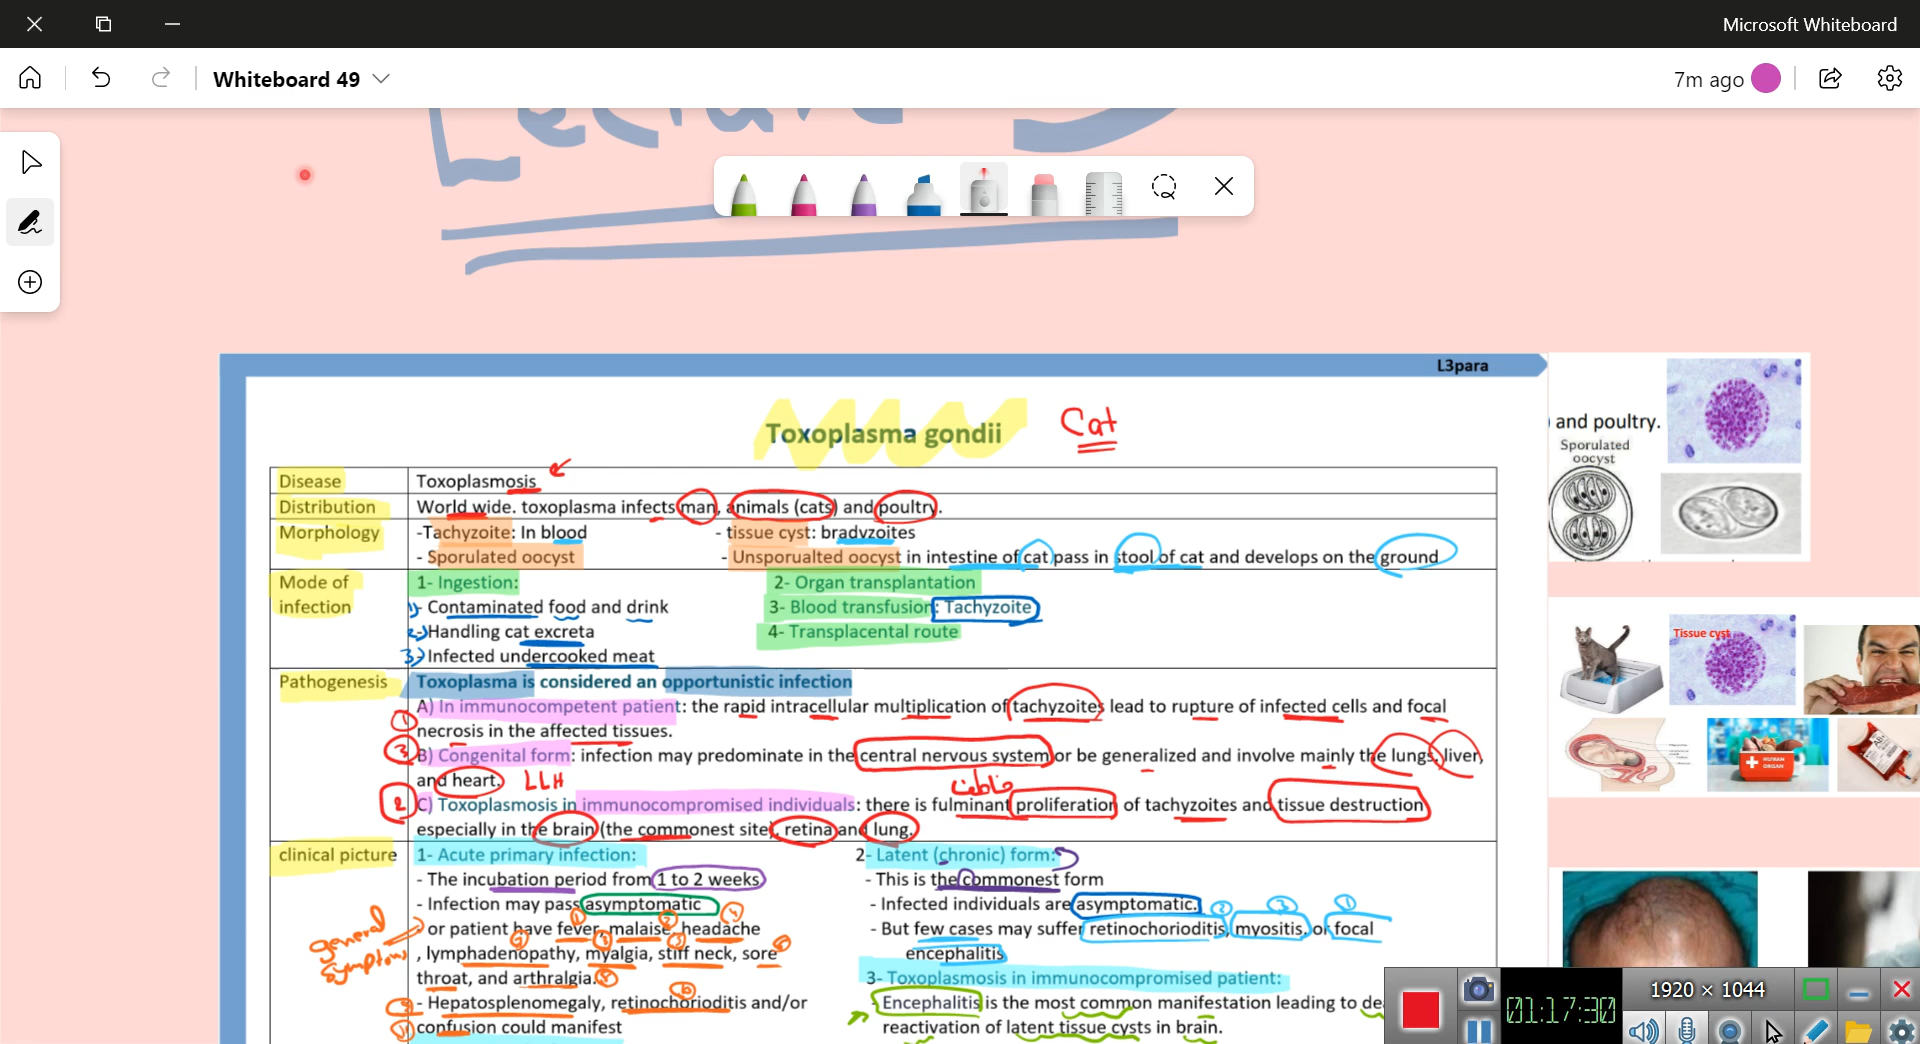 Microsoft Whiteboard
Whiteboard 49
7m ago
L3para
Toxoplasma gondii
Cat
and poultry.
Sporulated
oocyst
Disease
Toxoplasmosis
Distribution
World wide. toxoplasma infects man, animals (cats) and poultry.
Morphology
-Tachyzoite: In blood
- tissue cyst: bradyzoites
- Sporulated oocyst
- Unsporualted oocyst in intestine of cat pass in stool of cat and develops on the ground
Mode of
infection
1- Ingestion:
2- Organ transplantation
1) - Contaminated food and drink
3- Blood transfusion: Tachyzoite
2-)Handling cat excreta
4- Transplacental route
3-) Infected undercooked meat
Tissue cyst
Pathogenesis
Toxoplasma is considered an opportunistic infection
A) In immunocompetent patient: the rapid intracellular multiplication of tachyzoites lead to rupture of infected cells and focal
1
necrosis in the affected tissues.
3
B) Congenital form: infection may predominate in the central nervous system or be generalized and involve mainly the lungs, liver,
and heart. LLH
2
C) Toxoplasmosis in immunocompromised individuals: there is fulminant proliferation of tachyzoites and tissue destruction
especially in the brain (the commonest site), retina and lung.
clinical picture
1- Acute primary infection:
- The incubation period from 1 to 2 weeks
- Infection may pass asymptomatic
or patient have fever, malaise, headache
, lymphadenopathy, myalgia, stiff neck, sore
throat, and arthralgia.
- Hepatosplenomegaly, retinochorioditis and/or
confusion could manifest
general
symptoms
2- Latent (chronic) form:
- This is the commonest form
- Infected individuals are asymptomatic.
- But few cases may suffer retinochorioditis, myositis, or focal
encephalitis
3- Toxoplasmosis in immunocompromised patient:
- Encephalitis is the most common manifestation leading to
reactivation of latent tissue cysts in brain.
HUMAN
ORGAN
1920 × 1044
01:17:30